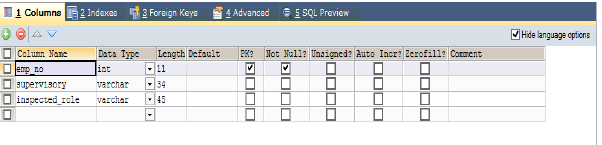 1 Columns 2 Indexes 3 Foreign Keys 4 Advanced 5 SQL Preview
Hide language options
Column Name Data Type Length Default PK? Not Null? Unsigned? Auto Incr? Zerofill? Comment
emp_no int 11
supervisory varchar 34
inspected_role varchar 45